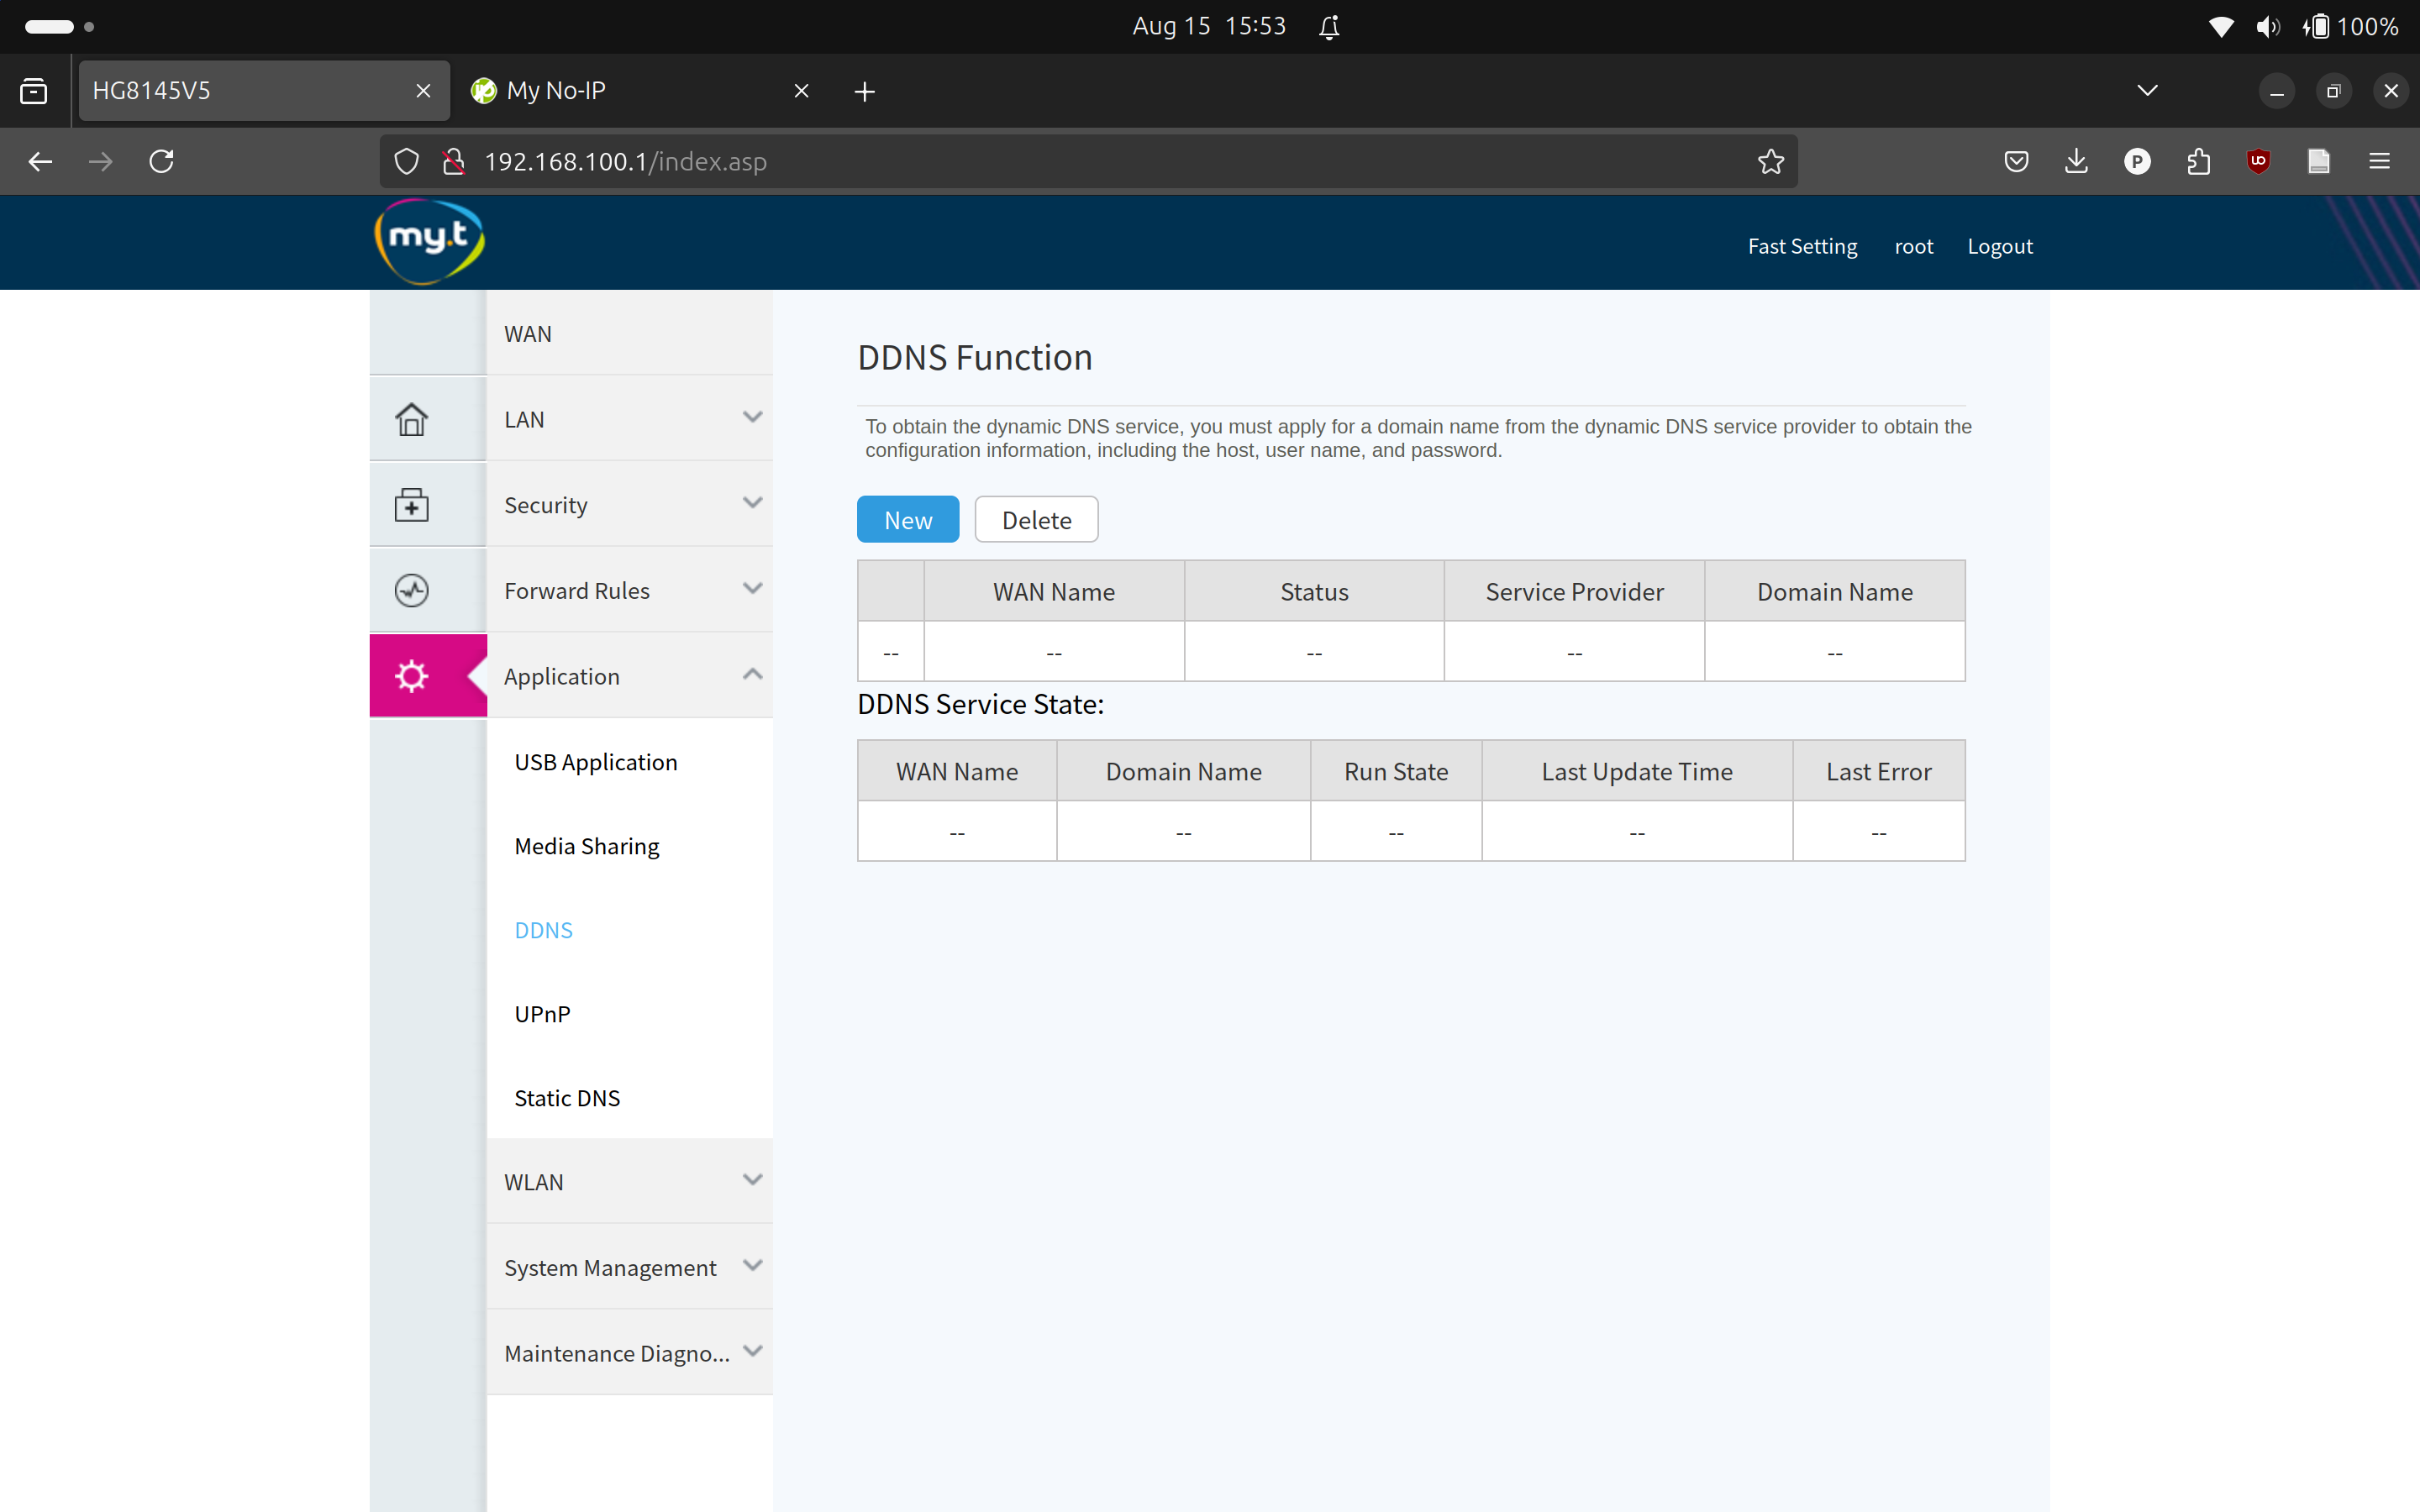 Aug 15 15:53
100%
HG8145V5
My No-IP
192.168.100.1/index.asp
my.t
Fast Setting root Logout
WAN
LAN
Security
Forward Rules
Application
USB Application
Media Sharing
DDNS
UPnP
Static DNS
WLAN
System Management
Maintenance Diagno...
DDNS Function
To obtain the dynamic DNS service, you must apply for a domain name from the dynamic DNS service provider to obtain the
configuration information, including the host, user name, and password.
New Delete
WAN Name Status Service Provider Domain Name
-- -- -- -- --
DDNS Service State:
WAN Name Domain Name Run State Last Update Time Last Error
-- -- -- -- --